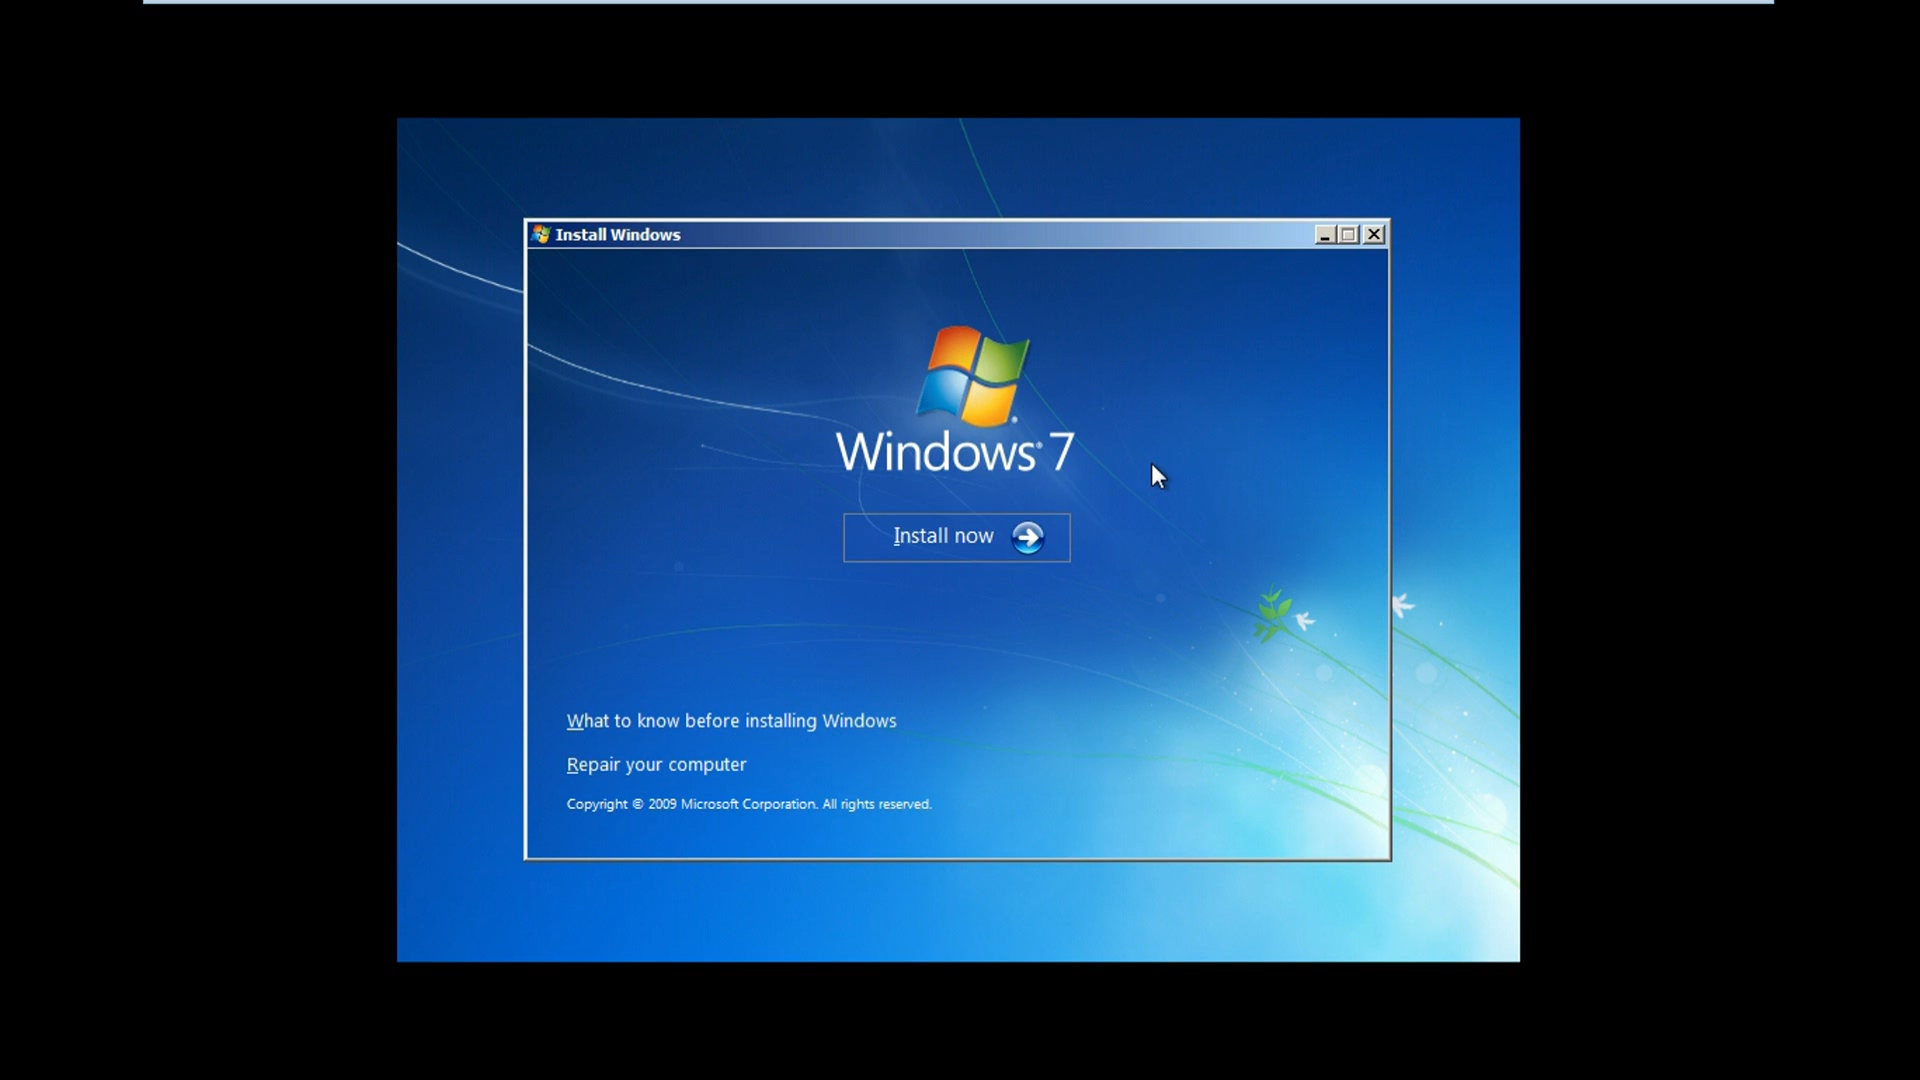 Install Windows
Windows® 7
Install now
What to know before installing Windows
Repair your computer
Copyright © 2009 Microsoft Corporation. All rights reserved.